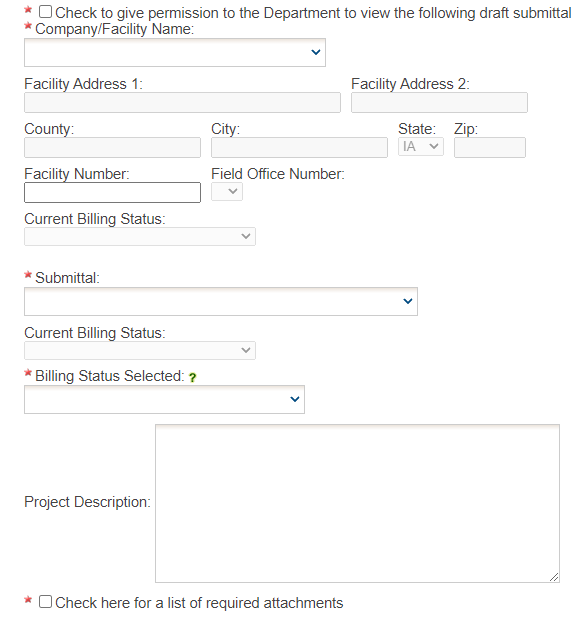 * Check to give permission to the Department to view the following draft submittal
* Company/Facility Name:
Facility Address 1: Facility Address 2:
County: City: State: Zip:
IA
Facility Number: Field Office Number:
Current Billing Status:
* Submittal:
Current Billing Status:
* Billing Status Selected: ?
Project Description:
* Check here for a list of required attachments